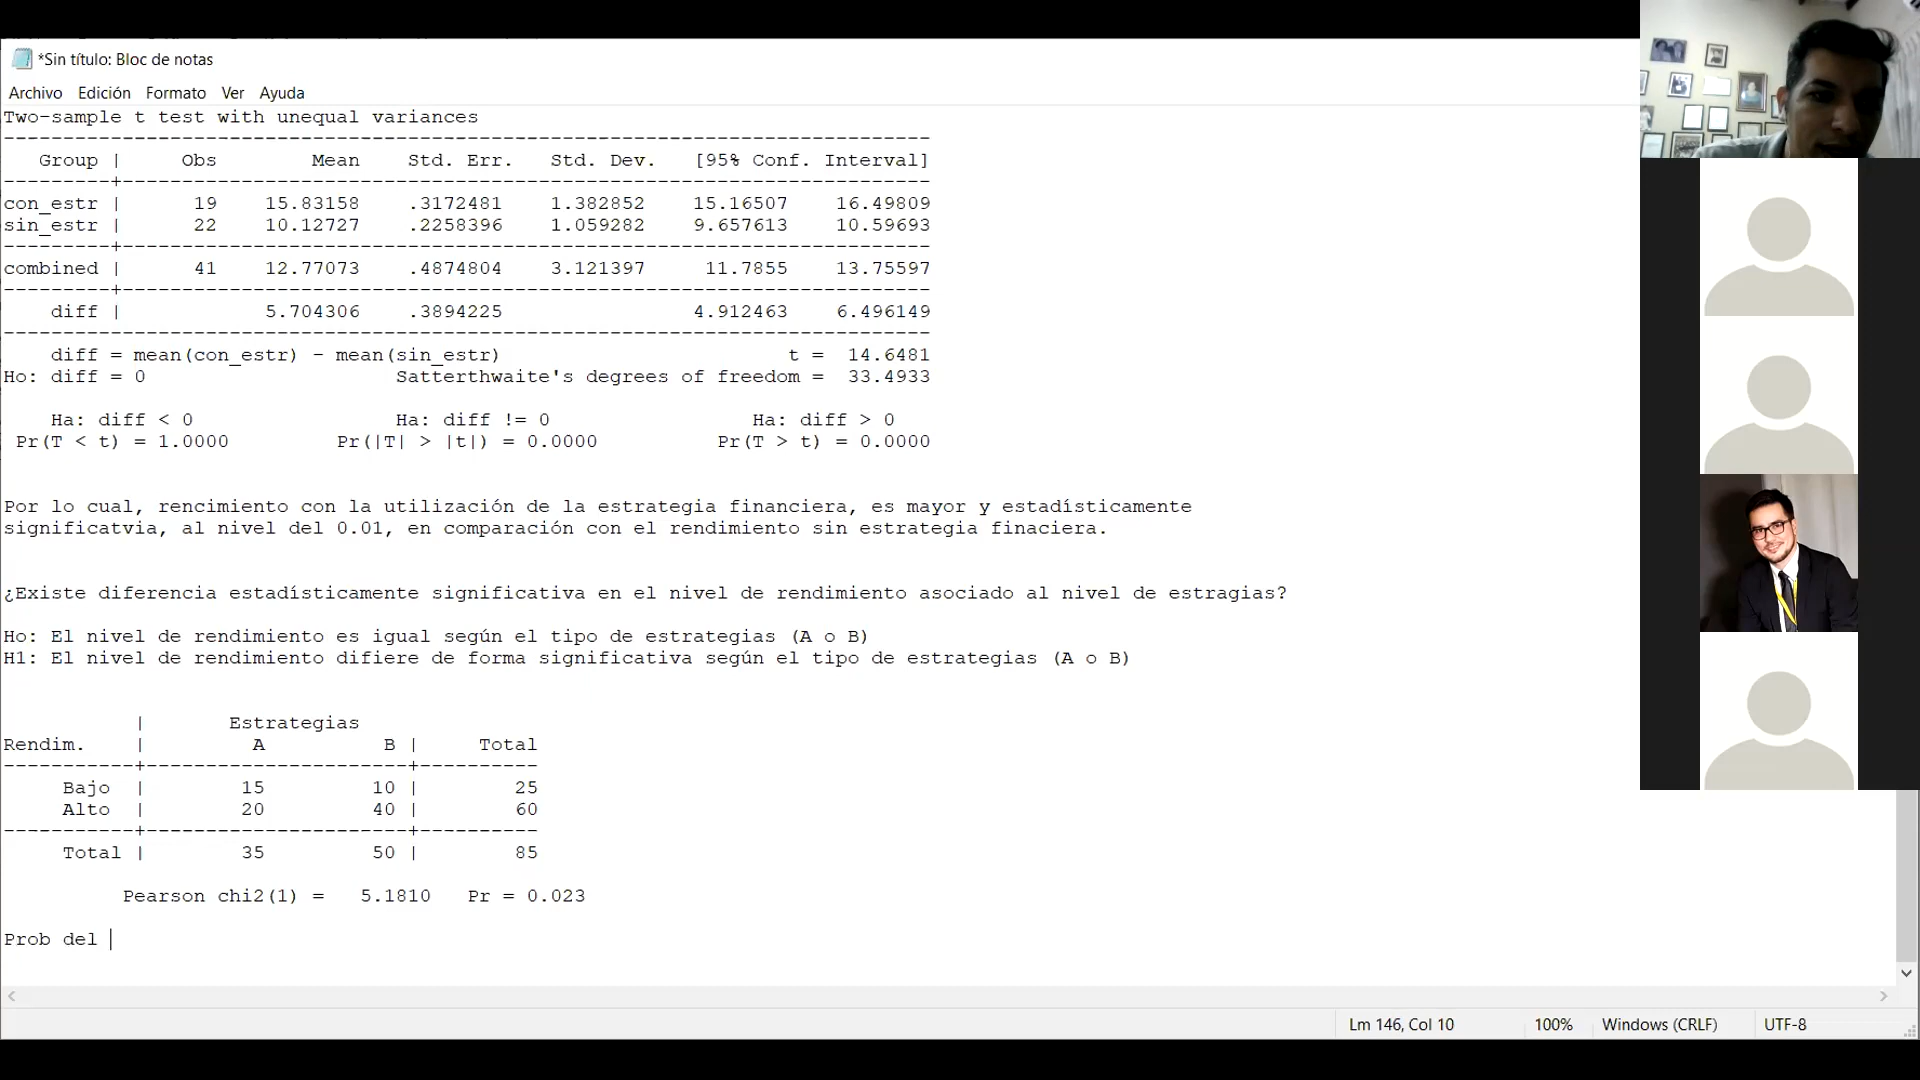 *Sin título: Bloc de notas
Archivo Edición Formato Ver Ayuda
Two-sample t test with unequal variances
------------------------------------------------------------------------------
   Group |     Obs        Mean    Std. Err.   Std. Dev.   [95% Conf. Interval]
---------+--------------------------------------------------------------------
con_estr |      19    15.83158    .3172481    1.382852    15.16507    16.49809
sin_estr |      22    10.12727    .2258396    1.059282    9.657613    10.59693
---------+--------------------------------------------------------------------
combined |      41    12.77073    .4874804    3.121397     11.7855    13.75597
---------+--------------------------------------------------------------------
    diff |            5.704306    .3894225                4.912463    6.496149
------------------------------------------------------------------------------
    diff = mean(con_estr) - mean(sin_estr)                        t =  14.6481
Ho: diff = 0                     Satterthwaite's degrees of freedom =  33.4933
    Ha: diff < 0                 Ha: diff != 0                 Ha: diff > 0
 Pr(T < t) = 1.0000         Pr(|T| > |t|) = 0.0000          Pr(T > t) = 0.0000
Por lo cual, rencimiento con la utilización de la estrategia financiera, es mayor y estadísticamente
significatvia, al nivel del 0.01, en comparación con el rendimiento sin estrategia finaciera.
¿Existe diferencia estadísticamente significativa en el nivel de rendimiento asociado al nivel de estragias?
Ho: El nivel de rendimiento es igual según el tipo de estrategias (A o B)
H1: El nivel de rendimiento difiere de forma significativa según el tipo de estrategias (A o B)
           |       Estrategias
Rendim.    |         A          B |     Total
-----------+----------------------+----------
     Bajo  |        15         10 |        25
     Alto  |        20         40 |        60
-----------+----------------------+----------
     Total |        35         50 |        85
          Pearson chi2(1) =   5.1810   Pr = 0.023
Prob del
Lm 146, Col 10 100% Windows (CRLF) UTF-8